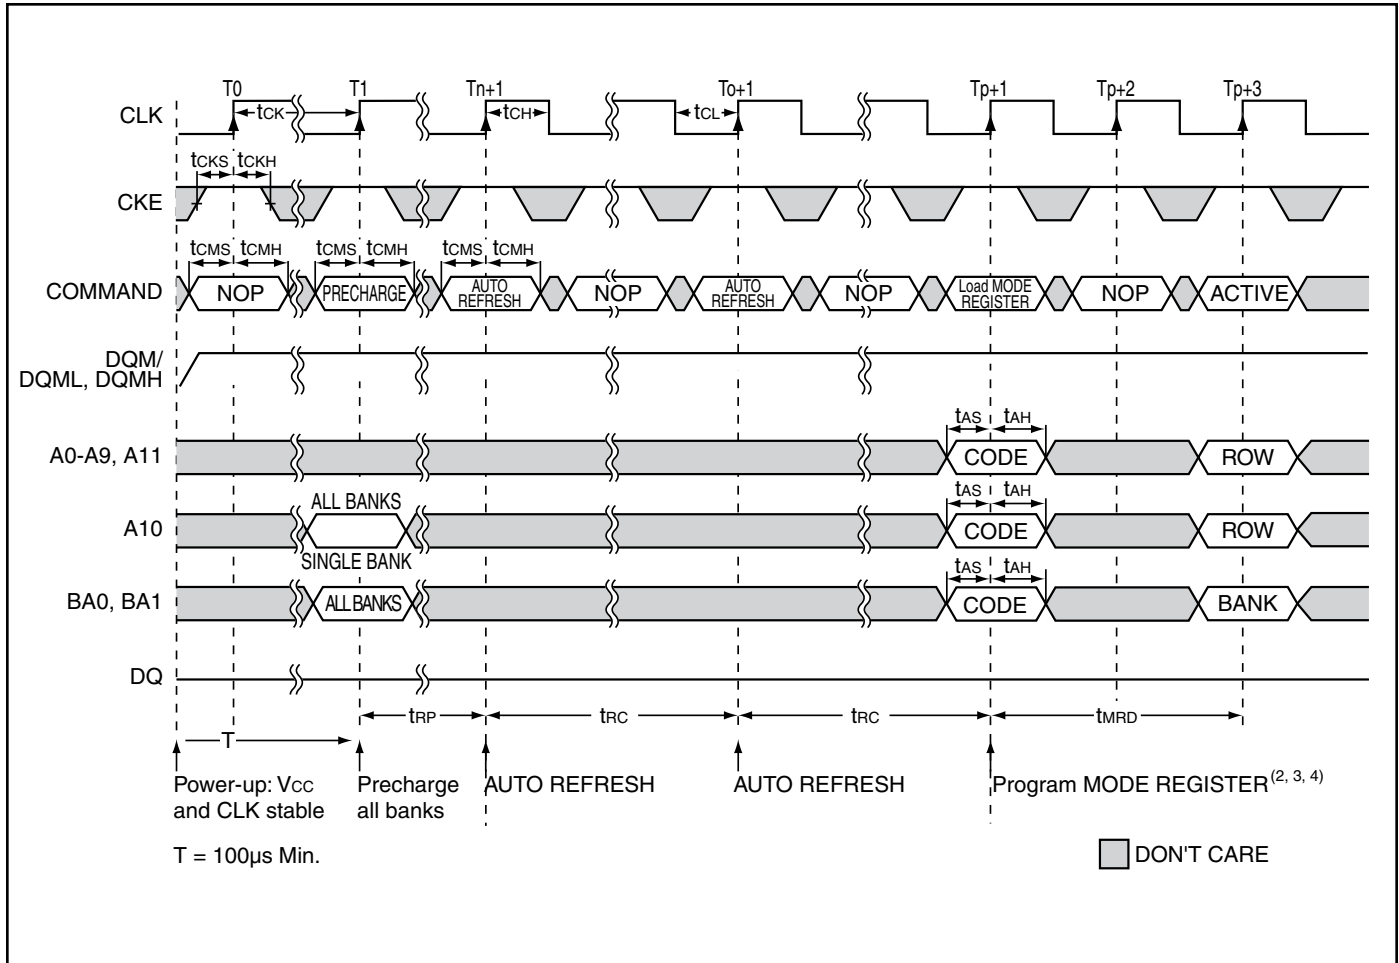 T0 T1 Tn+1 To+1 Tp+1 Tp+2 Tp+3
CLK tCK tCH tCL
tCKS tCKH
CKE
tCMS tCMH tCMS tCMH tCMS tCMH
COMMAND NOP PRECHARGE AUTO REFRESH NOP AUTO REFRESH NOP Load MODE REGISTER NOP ACTIVE
DQM/
DQML, DQMH
tAS tAH
A0-A9, A11 CODE ROW
ALL BANKS tAS tAH
A10 CODE ROW
SINGLE BANK tAS tAH
BA0, BA1 ALL BANKS CODE BANK
DQ
tRP tRC tRC tMRD
T
Power-up: VCC Precharge AUTO REFRESH AUTO REFRESH Program MODE REGISTER(2, 3, 4)
and CLK stable all banks
T = 100µs Min. DON'T CARE